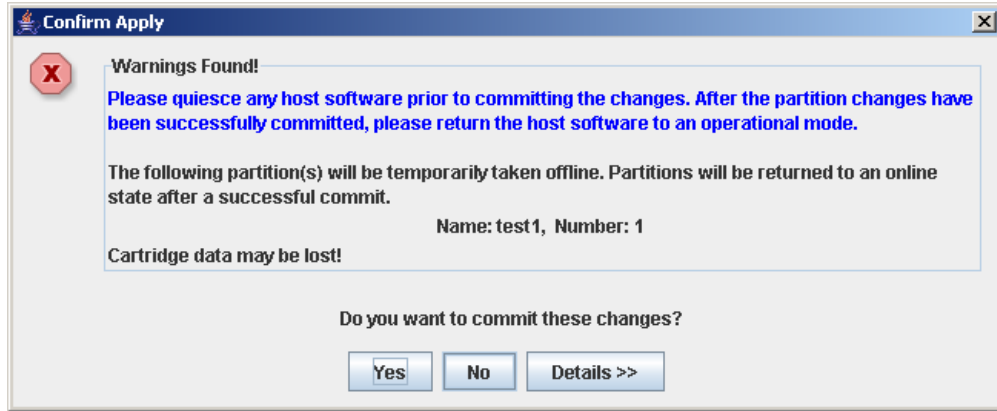 Confirm Apply
Warnings Found!
Please quiesce any host software prior to committing the changes. After the partition changes have
been successfully committed, please return the host software to an operational mode.
The following partition(s) will be temporarily taken offline. Partitions will be returned to an online
state after a successful commit.
Name: test1, Number: 1
Cartridge data may be lost!
Do you want to commit these changes?
Yes No Details >>